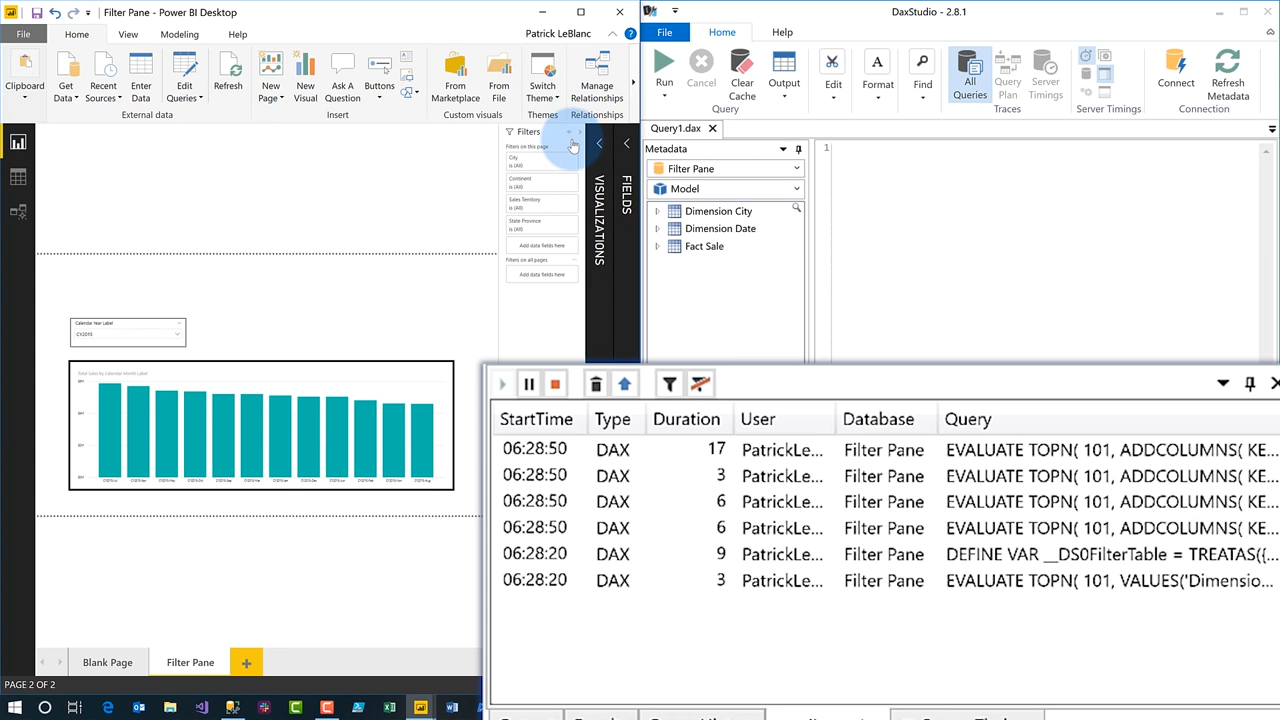 Filter Pane - Power BI Desktop
File
Home
View
Modeling
Help
Patrick LeBlanc
Clipboard
Get
Data
Recent
Sources
Enter
Data
Edit
Queries
Refresh
New
Page
New
Visual
Ask A
Question
Buttons
From
Marketplace
From
File
Switch
Theme
Manage
Relationships
External data
Insert
Custom visuals
Themes
Relationships
Filters
Filters on this page
City
is (All)
Continent
is (All)
Sales Territory
is (All)
State Province
is (All)
Add data fields here
Filters on all pages
Add data fields here
VISUALIZATIONS
FIELDS
Calendar Year Label
CY2015
Total Sales by Calendar Month Label
Blank Page
Filter Pane
PAGE 2 OF 2
DaxStudio - 2.8.1
File
Home
Help
Run
Cancel
Clear
Cache
Output
Query
Edit
Format
Find
All
Queries
Query
Plan
Server
Timings
Traces
Server Timings
Connect
Refresh
Metadata
Connection
Query1.dax
Metadata
Filter Pane
Model
Dimension City
Dimension Date
Fact Sale
1
StartTime Type Duration User Database Query
06:28:50 DAX 17 PatrickLe... Filter Pane EVALUATE TOPN( 101, ADDCOLUMNS( KE...
06:28:50 DAX 3 PatrickLe... Filter Pane EVALUATE TOPN( 101, ADDCOLUMNS( KE...
06:28:50 DAX 6 PatrickLe... Filter Pane EVALUATE TOPN( 101, ADDCOLUMNS( KE...
06:28:50 DAX 6 PatrickLe... Filter Pane EVALUATE TOPN( 101, ADDCOLUMNS( KE...
06:28:20 DAX 9 PatrickLe... Filter Pane DEFINE VAR __DS0FilterTable = TREATAS({...
06:28:20 DAX 3 PatrickLe... Filter Pane EVALUATE TOPN( 101, VALUES('Dimensio...